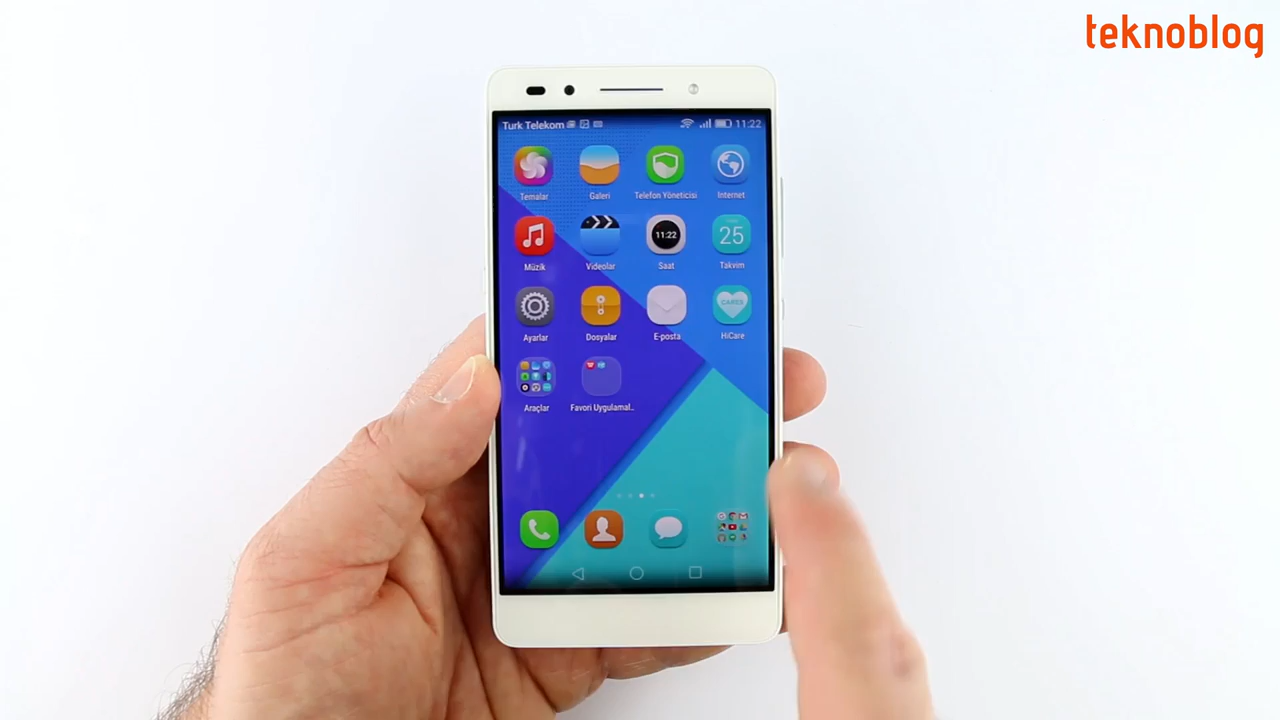 teknoblog
Turk Telekom 11:22
Temalar Galeri Telefon Yöneticisi Internet
11:22 25
Müzik Videolar Saat Takvim
CARES
Ayarlar Dosyalar E-posta HiCare
Araçlar Favori Uygulamal..